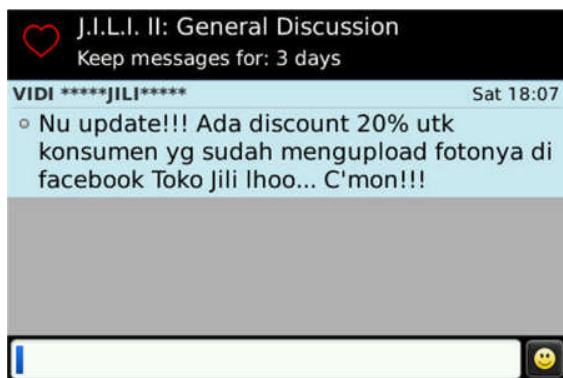 J.I.L.I. II: General Discussion
Keep messages for: 3 days
VIDI *****JILI***** Sat 18:07
Nu update!!! Ada discount 20% utk
konsumen yg sudah mengupload fotonya di
facebook Toko Jili lhoo... C'mon!!!